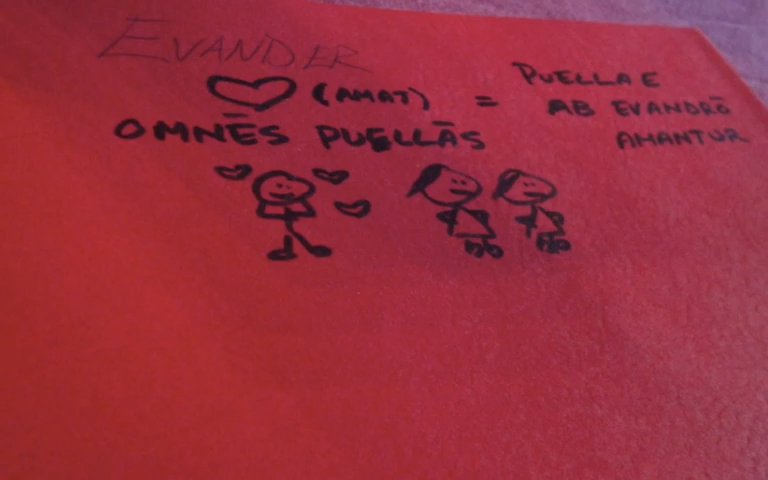 EVANDER
♡ (AMAT) =
OMNĒS PUELLĀS
PUELLAE
AB EVANDRŌ
AMANTUR